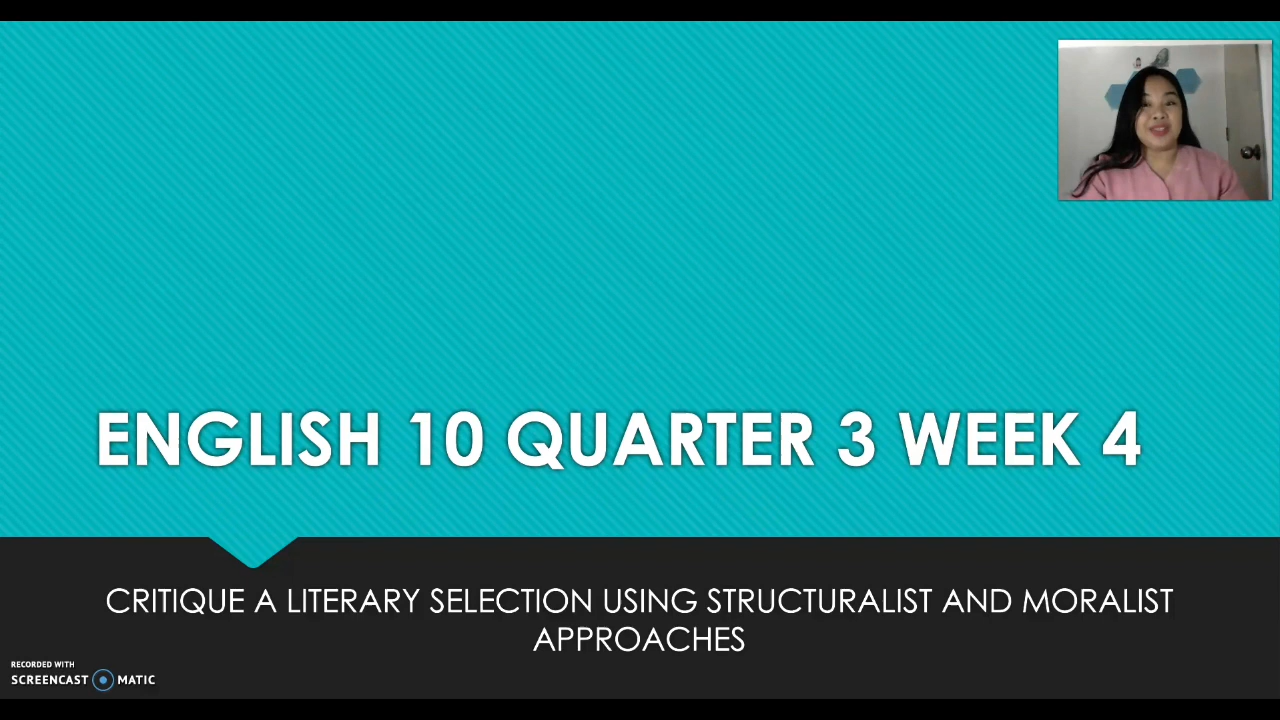 ENGLISH 10 QUARTER 3 WEEK 4
CRITIQUE A LITERARY SELECTION USING STRUCTURALIST AND MORALIST
APPROACHES
RECORDED WITH
SCREENCAST MATIC